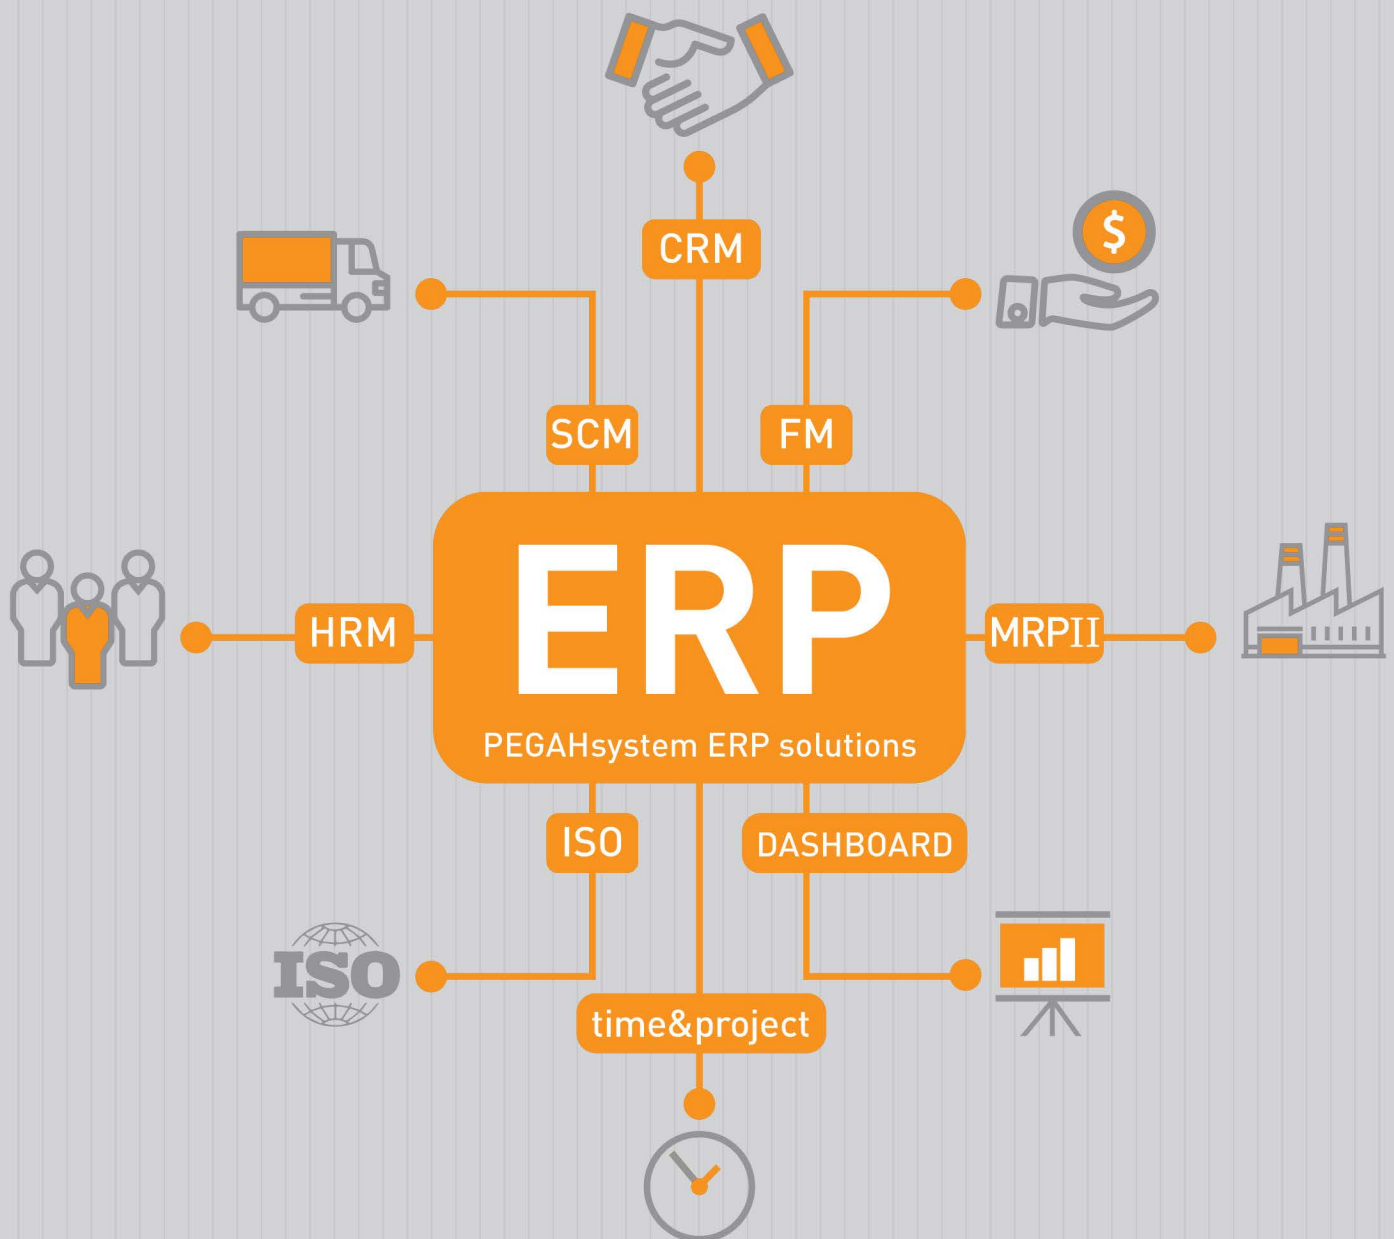 $
CRM
SCM
FM
ERP
PEGAHsystem ERP solutions
HRM
MRPII
ISO
DASHBOARD
ISO
time&project